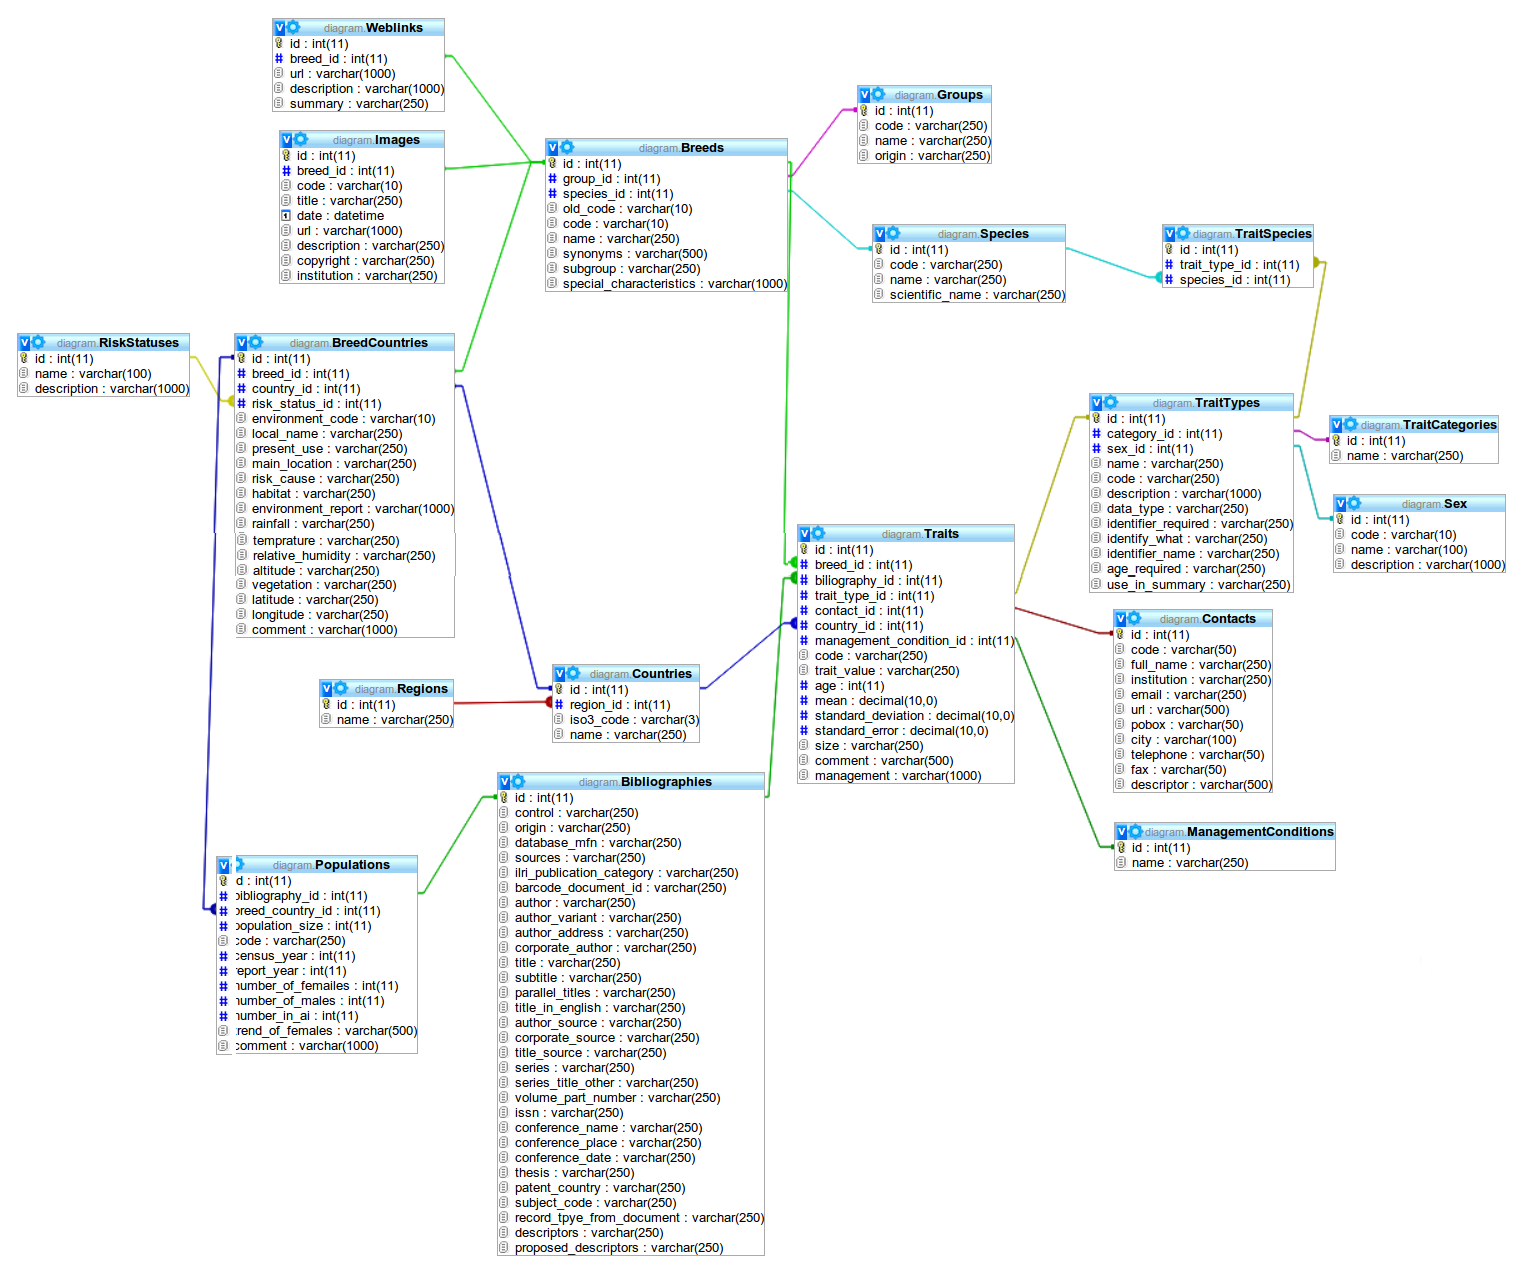 diagram.Weblinks
id : int(11)
breed_id : int(11)
url : varchar(1000)
description : varchar(1000)
summary : varchar(250)
diagram.Images
id : int(11)
breed_id : int(11)
code : varchar(10)
title : varchar(250)
date : datetime
url : varchar(1000)
description : varchar(250)
copyright : varchar(250)
institution : varchar(250)
diagram.Breeds
id : int(11)
group_id : int(11)
species_id : int(11)
old_code : varchar(10)
code : varchar(10)
name : varchar(250)
synonyms : varchar(500)
subgroup : varchar(250)
special_characteristics : varchar(1000)
diagram.Groups
id : int(11)
code : varchar(250)
name : varchar(250)
origin : varchar(250)
diagram.Species
id : int(11)
code : varchar(250)
name : varchar(250)
scientific_name : varchar(250)
diagram.TraitSpecies
id : int(11)
trait_type_id : int(11)
species_id : int(11)
diagram.RiskStatuses
id : int(11)
name : varchar(100)
description : varchar(1000)
diagram.BreedCountries
id : int(11)
breed_id : int(11)
country_id : int(11)
risk_status_id : int(11)
environment_code : varchar(10)
local_name : varchar(250)
present_use : varchar(250)
main_location : varchar(250)
risk_cause : varchar(250)
habitat : varchar(250)
environment_report : varchar(1000)
rainfall : varchar(250)
temprature : varchar(250)
relative_humidity : varchar(250)
altitude : varchar(250)
vegetation : varchar(250)
latitude : varchar(250)
longitude : varchar(250)
comment : varchar(1000)
diagram.TraitTypes
id : int(11)
category_id : int(11)
sex_id : int(11)
name : varchar(250)
code : varchar(250)
description : varchar(1000)
data_type : varchar(250)
identifier_required : varchar(250)
identify_what : varchar(250)
identifier_name : varchar(250)
age_required : varchar(250)
use_in_summary : varchar(250)
diagram.TraitCategories
id : int(11)
name : varchar(250)
diagram.Sex
id : int(11)
code : varchar(10)
name : varchar(100)
description : varchar(1000)
diagram.Traits
id : int(11)
breed_id : int(11)
biliography_id : int(11)
trait_type_id : int(11)
contact_id : int(11)
country_id : int(11)
management_condition_id : int(11)
code : varchar(250)
trait_value : varchar(250)
age : int(11)
mean : decimal(10,0)
standard_deviation : decimal(10,0)
standard_error : decimal(10,0)
size : varchar(250)
comment : varchar(500)
management : varchar(1000)
diagram.Contacts
id : int(11)
code : varchar(50)
full_name : varchar(250)
institution : varchar(250)
email : varchar(250)
url : varchar(500)
pobox : varchar(50)
city : varchar(100)
telephone : varchar(50)
fax : varchar(50)
descriptor : varchar(500)
diagram.Regions
id : int(11)
name : varchar(250)
diagram.Countries
id : int(11)
region_id : int(11)
iso3_code : varchar(3)
name : varchar(250)
diagram.ManagementConditions
id : int(11)
name : varchar(250)
diagram.Bibliographies
id : int(11)
control : varchar(250)
origin : varchar(250)
database_mfn : varchar(250)
sources : varchar(250)
ilri_publication_category : varchar(250)
barcode_document_id : varchar(250)
author : varchar(250)
author_variant : varchar(250)
author_address : varchar(250)
corporate_author : varchar(250)
title : varchar(250)
subtitle : varchar(250)
parallel_titles : varchar(250)
title_in_english : varchar(250)
author_source : varchar(250)
corporate_source : varchar(250)
title_source : varchar(250)
series : varchar(250)
series_title_other : varchar(250)
volume_part_number : varchar(250)
issn : varchar(250)
conference_name : varchar(250)
conference_place : varchar(250)
conference_date : varchar(250)
thesis : varchar(250)
patent_country : varchar(250)
subject_code : varchar(250)
record_tpye_from_document : varchar(250)
descriptors : varchar(250)
proposed_descriptors : varchar(250)
diagram.Populations
id : int(11)
bibliography_id : int(11)
breed_country_id : int(11)
population_size : int(11)
code : varchar(250)
census_year : int(11)
report_year : int(11)
number_of_femailes : int(11)
number_of_males : int(11)
number_in_ai : int(11)
trend_of_females : varchar(500)
comment : varchar(1000)